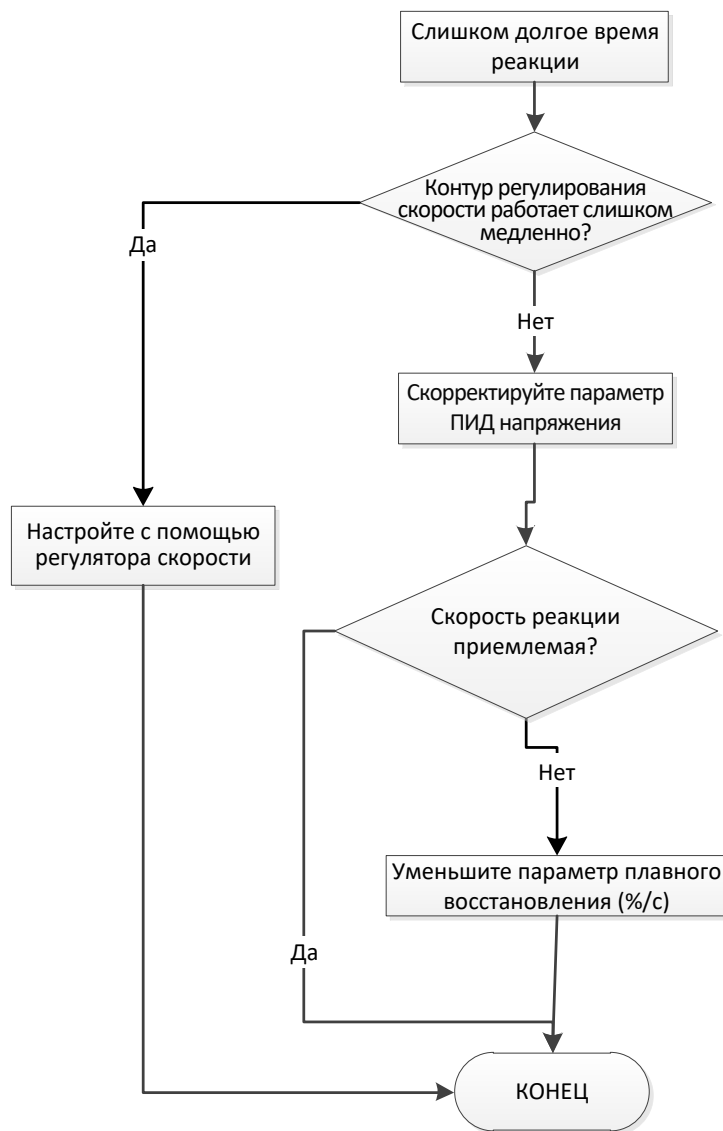 Слишком долгое время
реакции
Контур регулирования
скорости работает слишком
медленно?
Да
Нет
Скорректируйте параметр
ПИД напряжения
Настройте с помощью
регулятора скорости
Скорость реакции
приемлемая?
Нет
Уменьшите параметр плавного
восстановления (%/с)
Да
КОНЕЦ